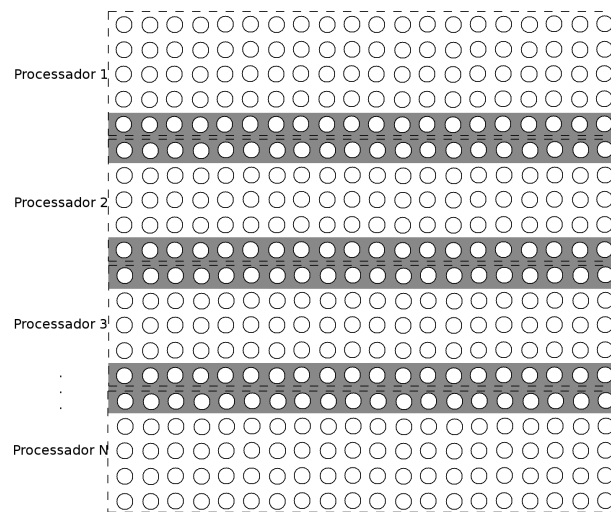 Processador 1
Processador 2
Processador 3
.
.
.
Processador N